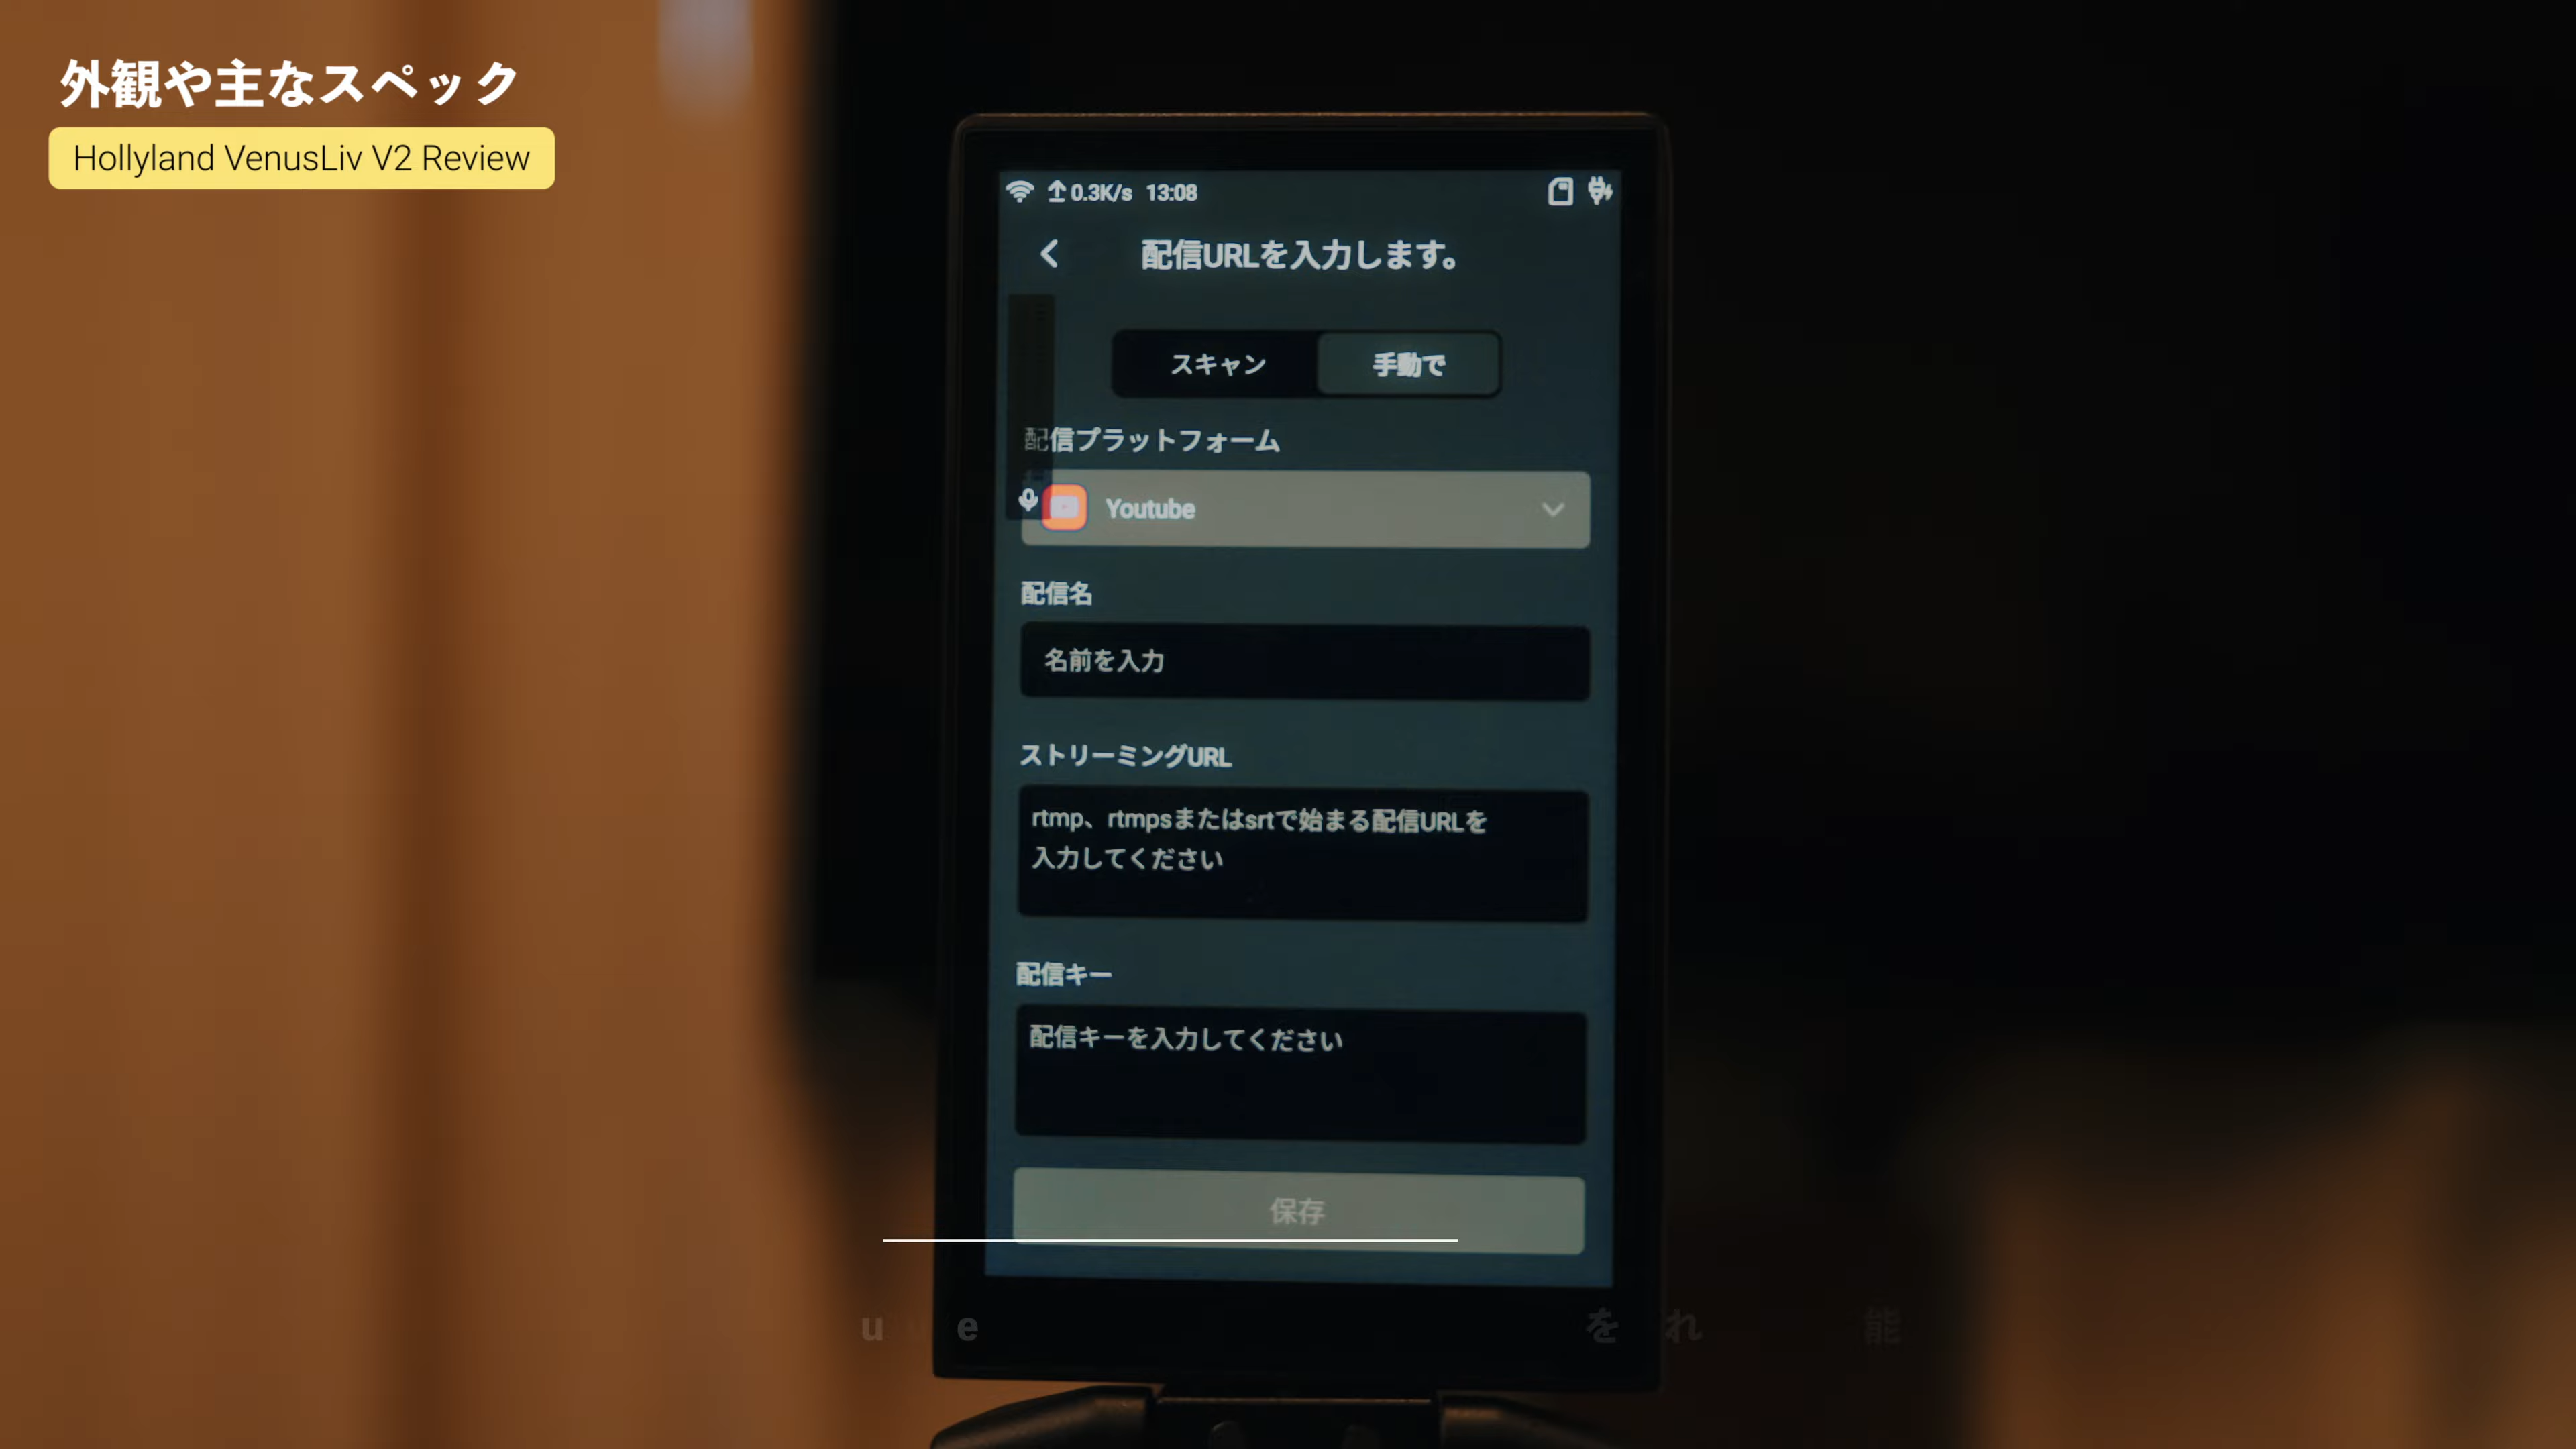 外観や主なスペック
Hollyland VenusLiv V2 Review
0.3K/s 13:08
配信URLを入力します。
スキャン 手動で
配信プラットフォーム
Youtube
配信名
名前を入力
ストリーミングURL
rtmp、rtmpsまたはsrtで始まる配信URLを
入力してください
配信キー
配信キーを入力してください
保存
u e を れ 能